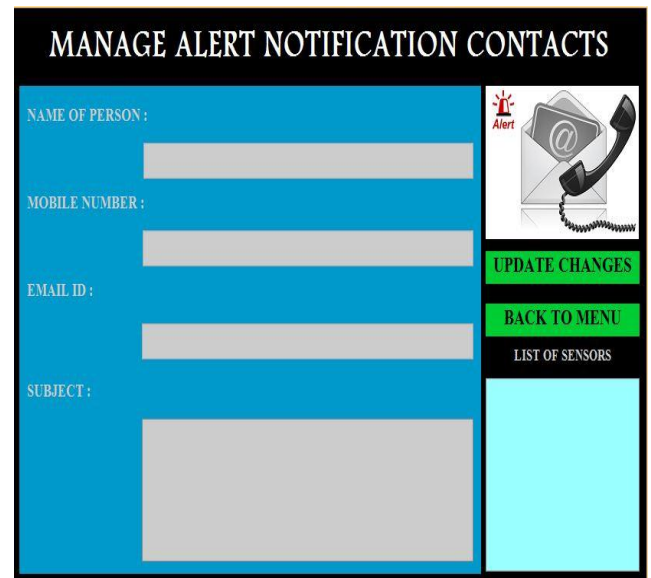 MANAGE ALERT NOTIFICATION CONTACTS
NAME OF PERSON :
MOBILE NUMBER :
EMAIL ID :
SUBJECT :
Alert
@
UPDATE CHANGES
BACK TO MENU
LIST OF SENSORS